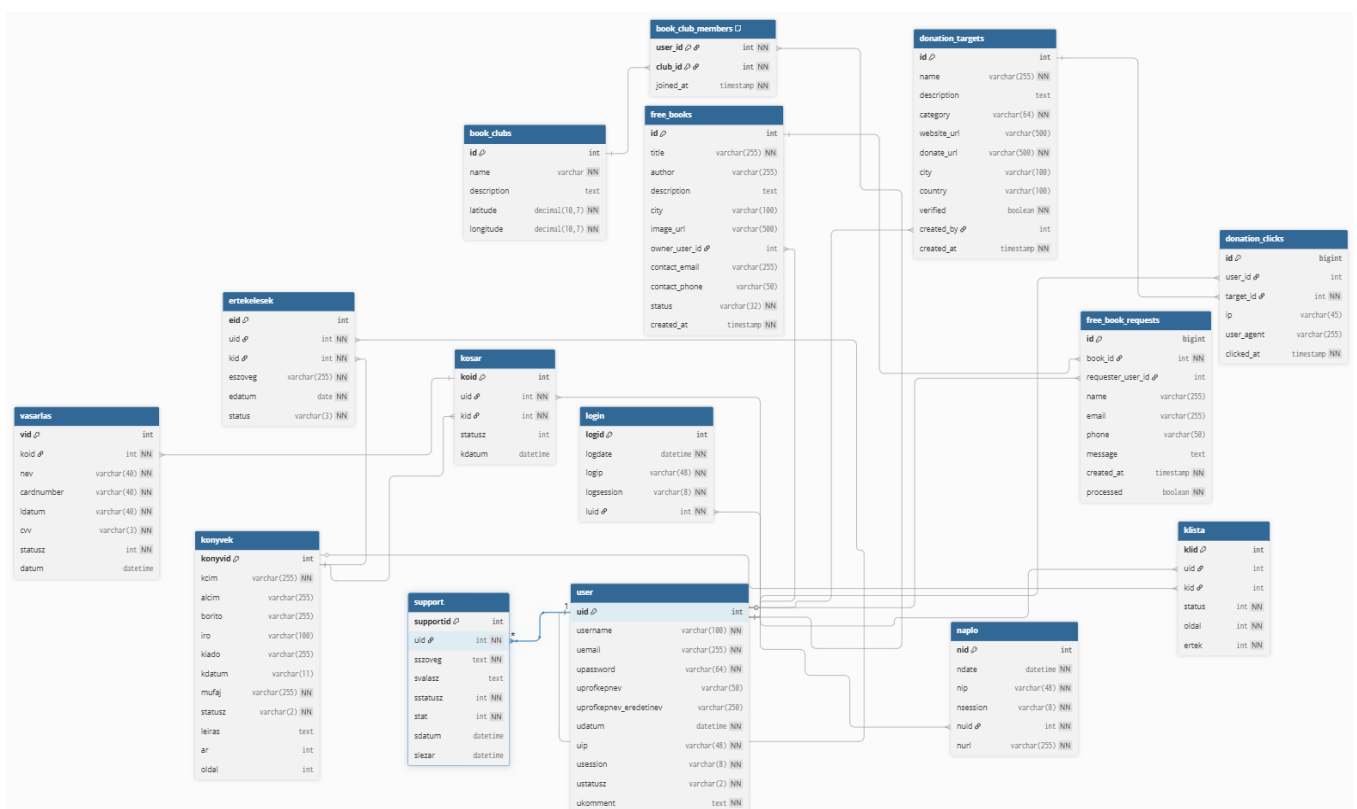 book_club_members
user_id int NN
club_id int NN
joined_at timestamp NN
donation_targets
id int
name varchar(255) NN
description text
category varchar(64) NN
website_url varchar(500)
donate_url varchar(500) NN
city varchar(100)
country varchar(100)
verified boolean NN
created_by int
created_at timestamp NN
free_books
id int
title varchar(255) NN
author varchar(255)
description text
city varchar(100)
image_url varchar(500)
owner_user_id int
contact_email varchar(255)
contact_phone varchar(50)
status varchar(32) NN
created_at timestamp NN
book_clubs
id int
name varchar NN
description text
latitude decimal(10,7) NN
longitude decimal(10,7) NN
donation_clicks
id bigint
user_id int
target_id int NN
ip varchar(45)
user_agent varchar(255)
clicked_at timestamp NN
ertekelesek
eid int
uid int NN
kid int NN
eszoveg varchar(255) NN
edatum date NN
status varchar(3) NN
free_book_requests
id bigint
book_id int NN
requester_user_id int
name varchar(255)
email varchar(255)
phone varchar(50)
message text
created_at timestamp NN
processed boolean NN
kosar
koid int
uid int NN
kid int NN
statusz int
kdatum datetime
vasarlas
vid int
koid int NN
nev varchar(40) NN
cardnumber varchar(40) NN
ldatum varchar(40) NN
cvv varchar(3) NN
statusz int NN
datum datetime
login
logid int
logdate datetime NN
logip varchar(48) NN
logsession varchar(8) NN
luid int NN
konyvek
konyvid int
kcim varchar(255) NN
alcim varchar(255)
borito varchar(255)
iro varchar(100)
kiado varchar(255)
kdatum varchar(11)
mufaj varchar(255) NN
statusz varchar(2) NN
leiras text
ar int
oldal int
klista
klid int
uid int
kid int
status int NN
oldal int NN
ertek int NN
support
supportid int
uid int NN
sszoveg text NN
svalasz text
sstatusz int NN
stat int NN
sdatum datetime
slezar datetime
*
1
user
uid int
username varchar(100) NN
uemail varchar(255) NN
upassword varchar(64) NN
uprofkepnev varchar(50)
uprofkepnev_eredetinev varchar(250)
udatum datetime NN
uip varchar(48) NN
usession varchar(8) NN
ustatusz varchar(2) NN
ukomment text NN
naplo
nid int
ndate datetime NN
nip varchar(48) NN
nsession varchar(8) NN
nuid int NN
nurl varchar(255) NN